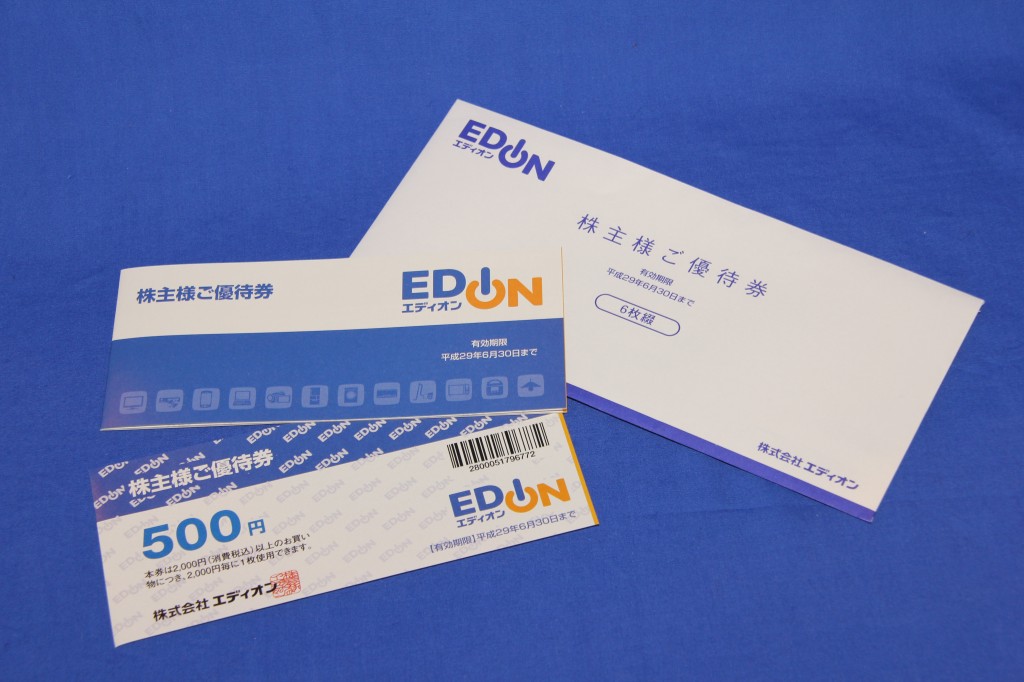 EDION
エディオン
株主様ご優待券
有効期限
平成29年6月30日まで
6枚綴
株式会社 エディオン
株主様ご優待券
EDION
エディオン
有効期限
平成29年6月30日まで
株主様ご優待券
2800051796772
500円
EDION
エディオン
【有効期限】平成29年6月30日まで
本券は2,000円(消費税込)以上のお買い
物につき、2,000円毎に1枚使用できます。
株式会社 エディオン